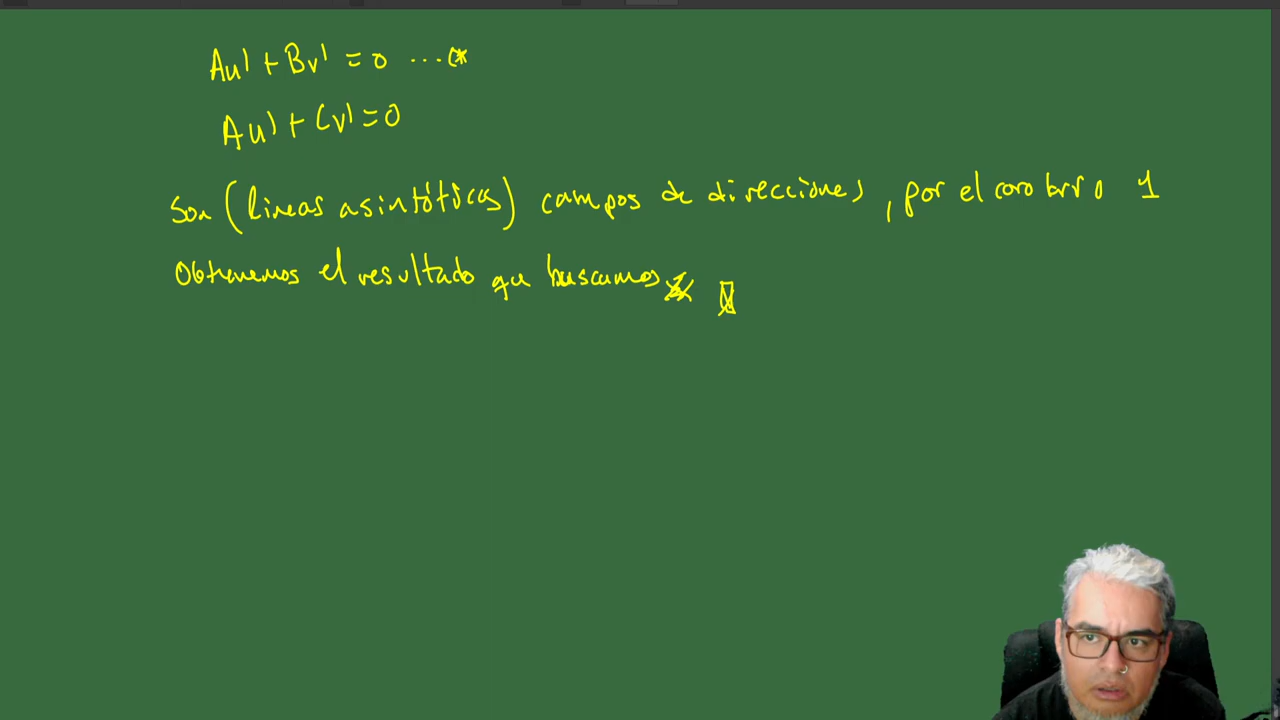 Au' + Bv' = 0 ...(*
Au' + Cv' = 0
Son (líneas asintóticas) campos de direcciones, por el corolario 1
Obtenemos el resultado que buscamos